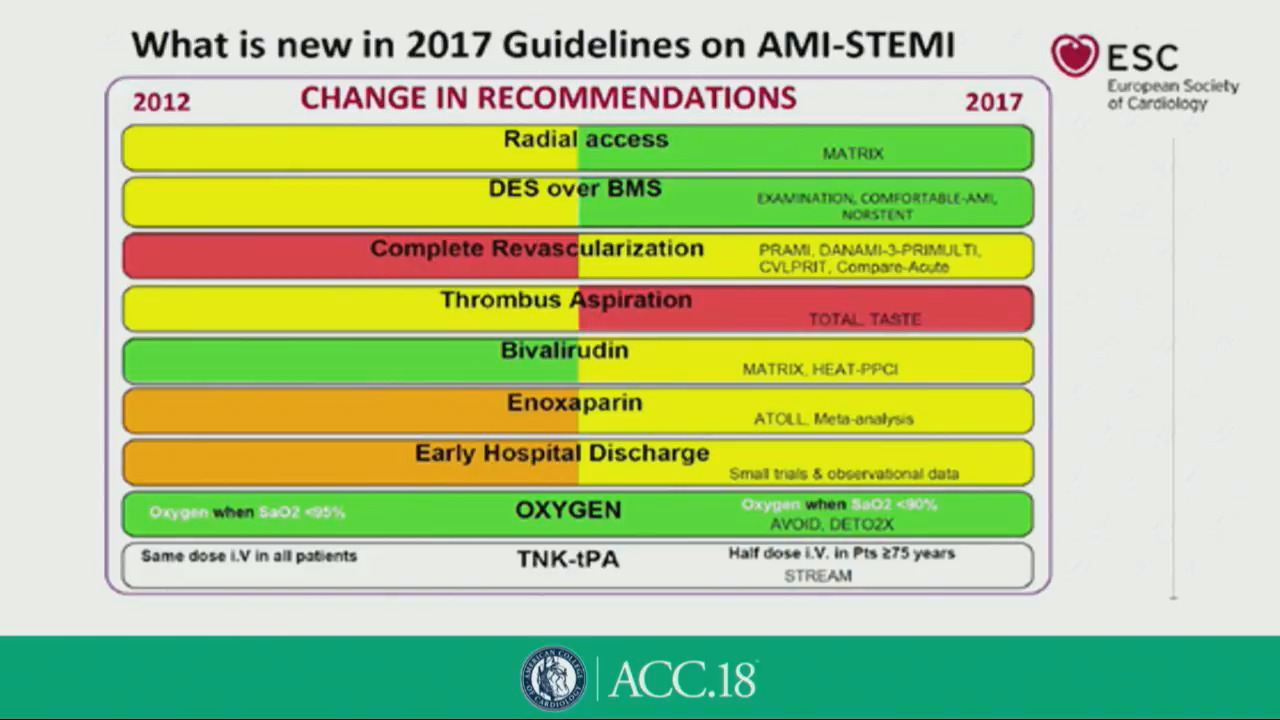 What is new in 2017 Guidelines on AMI-STEMI
ESC
European Society
of Cardiology
2012 CHANGE IN RECOMMENDATIONS 2017
Radial access
MATRIX
DES over BMS
EXAMINATION, COMFORTABLE-AMI,
NORSTENT
Complete Revascularization
PRAMI, DANAMI-3-PRIMULTI,
CVLPRIT, Compare-Acute
Thrombus Aspiration
TOTAL, TASTE
Bivalirudin
MATRIX, HEAT-PPCI
Enoxaparin
ATOLL, Meta-analysis
Early Hospital Discharge
Small trials & observational data
Oxygen when SaO2 <95% OXYGEN Oxygen when SaO2 <90%
AVOID, DETO2X
Same dose i.V in all patients TNK-tPA Half dose i.V. in Pts ≥75 years
STREAM
AMERICAN COLLEGE OF CARDIOLOGY
ACC.18